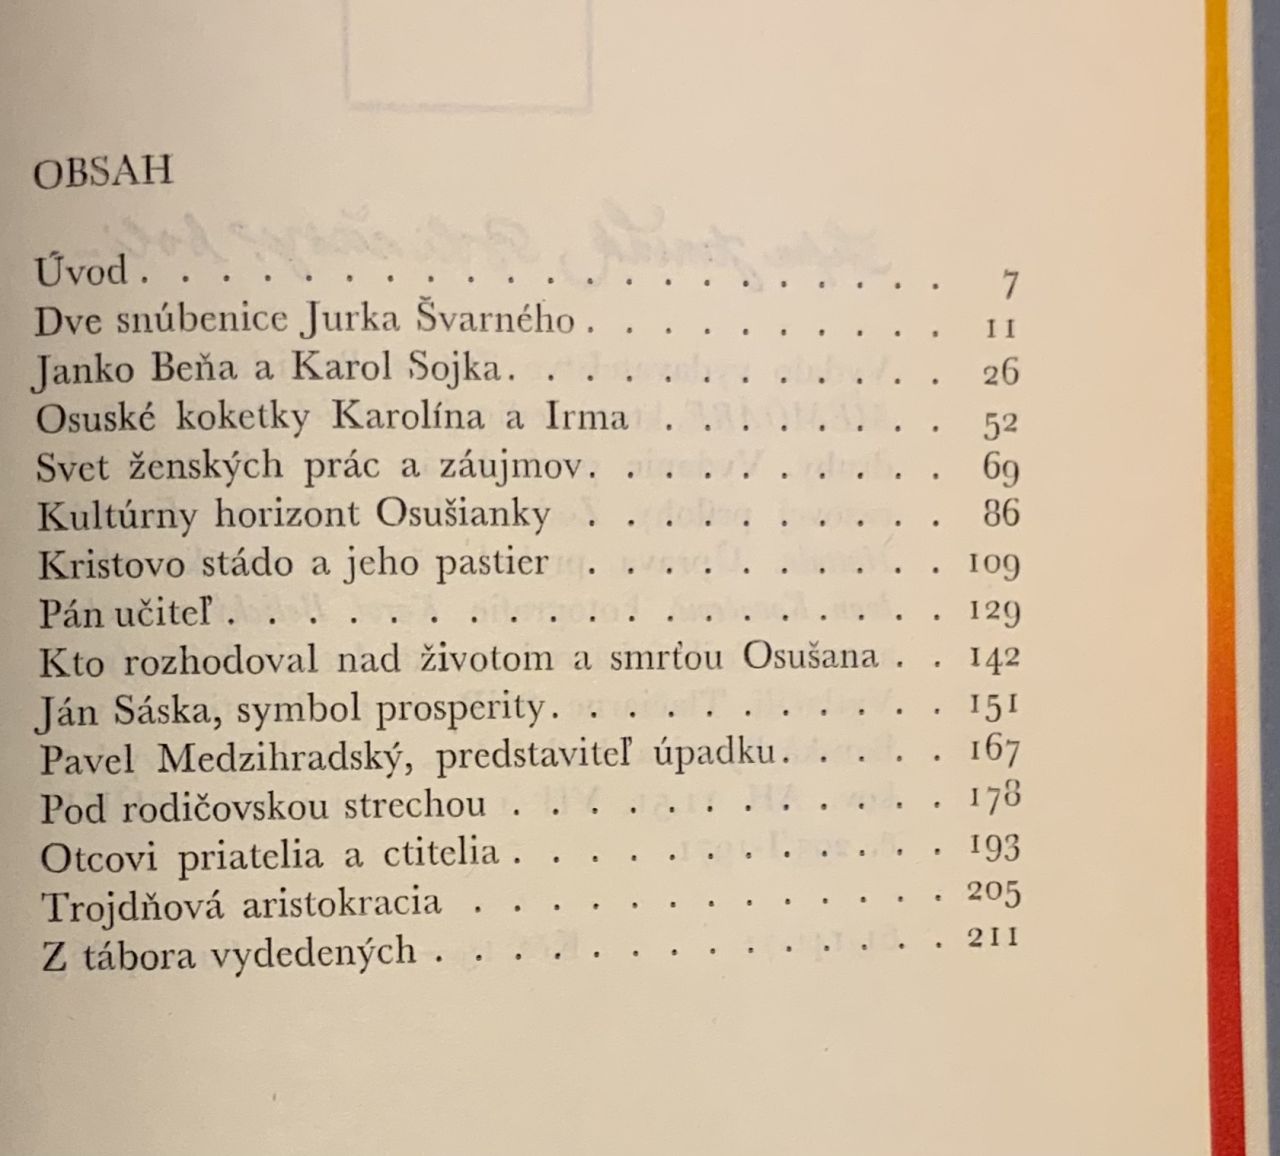 OBSAH
Úvod . . . . . . . . . . . . . . . . . . . . . 7
Dve snúbenice Jurka Švarného . . . . . . . . . . 11
Janko Beňa a Karol Sojka . . . . . . . . . . . . 26
Osuské koketky Karolína a Irma . . . . . . . . 52
Svet ženských prác a záujmov . . . . . . . . . . 69
Kultúrny horizont Osušianky . . . . . . . . . . 86
Kristovo stádo a jeho pastier . . . . . . . . . . 109
Pán učiteľ . . . . . . . . . . . . . . . . . . . 129
Kto rozhodoval nad životom a smrťou Osušana . . 142
Ján Sáska, symbol prosperity . . . . . . . . . . . 151
Pavel Medzihradský, predstaviteľ úpadku . . . . . 167
Pod rodičovskou strechou . . . . . . . . . . . . 178
Otcovi priatelia a ctitelia . . . . . . . . . . . . 193
Trojdňová aristokracia . . . . . . . . . . . . . 205
Z tábora vydedených . . . . . . . . . . . . . . 211